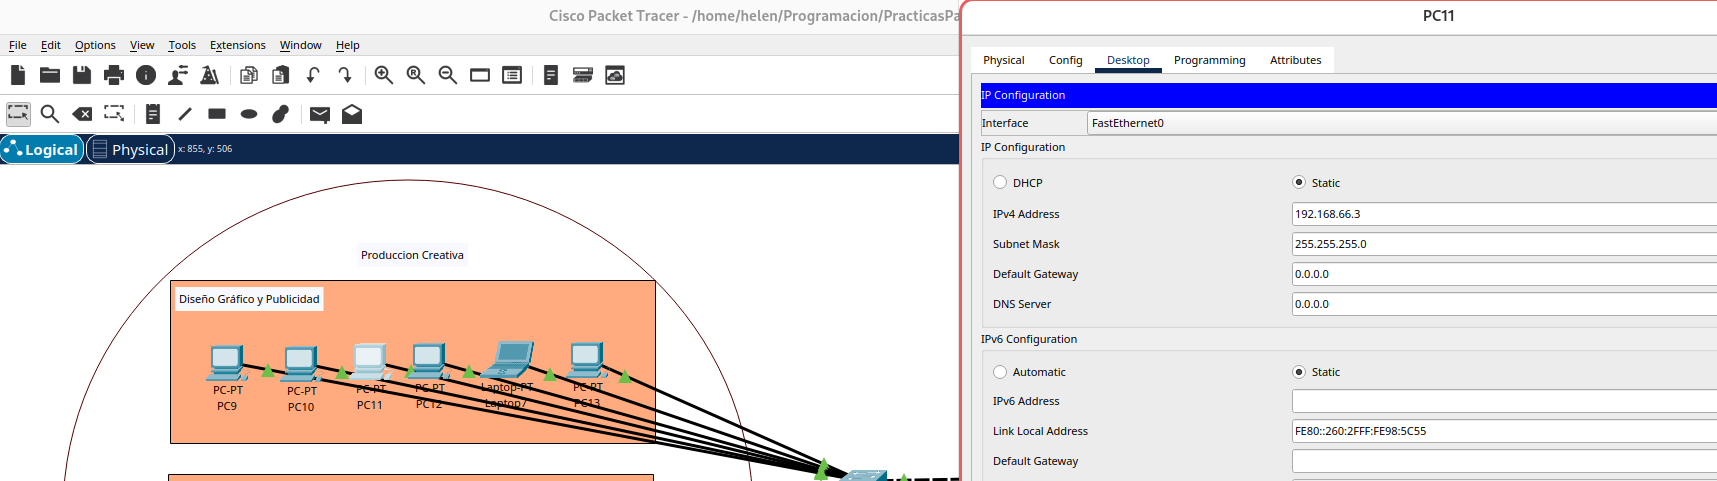 Cisco Packet Tracer - /home/helen/Programacion/PracticasPa
PC11
File Edit Options View Tools Extensions Window Help
Physical Config Desktop Programming Attributes
IP Configuration
Interface FastEthernet0
IP Configuration
Logical Physical x: 855, y: 506
DHCP Static
IPv4 Address 192.168.66.3
Subnet Mask 255.255.255.0
Default Gateway 0.0.0.0
DNS Server 0.0.0.0
IPv6 Configuration
Automatic Static
IPv6 Address
Link Local Address FE80::260:2FFF:FE98:5C55
Default Gateway
Produccion Creativa
Diseño Gráfico y Publicidad
PC-PT PC-PT PC-PT PC-PT Laptop-PT PC-PT
PC9 PC10 PC11 PC12 Laptop7 PC13